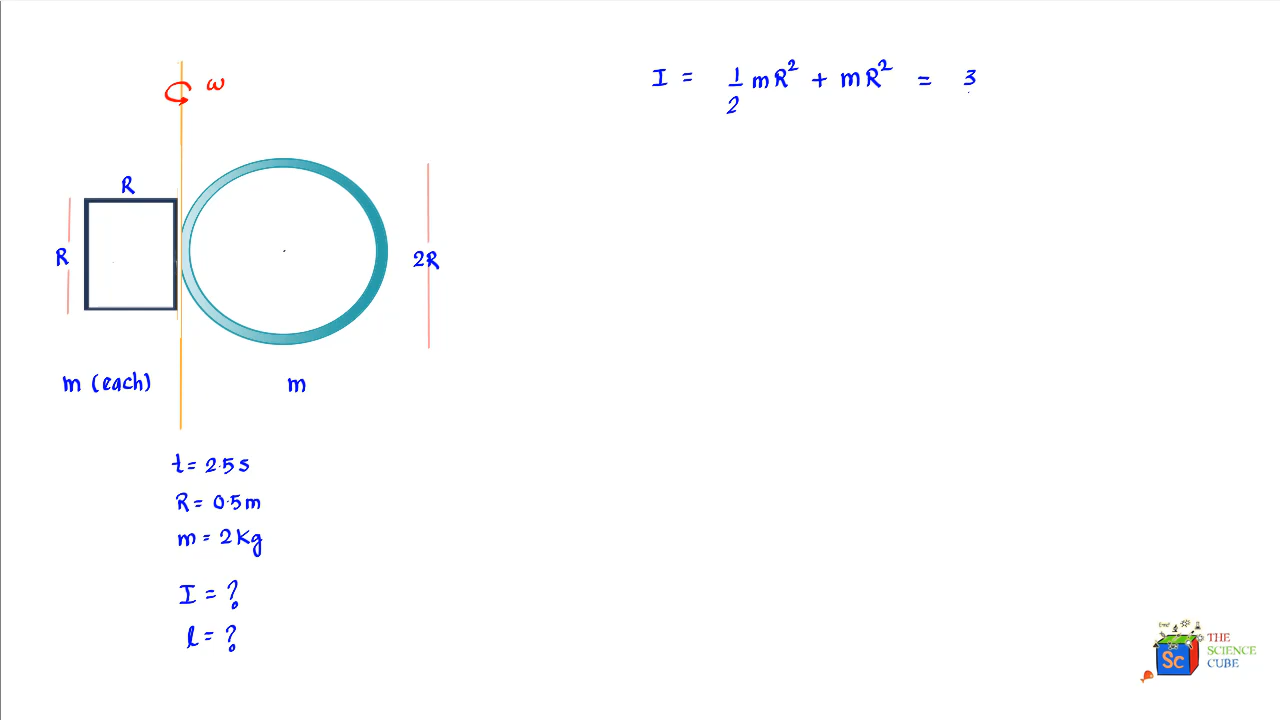 ω
I = 1/2 mR² + mR² = 3
R
R
2R
m (each)
m
t = 2.5 s
R = 0.5 m
m = 2 Kg
I = ?
l = ?
Sc
THE
SCIENCE
CUBE